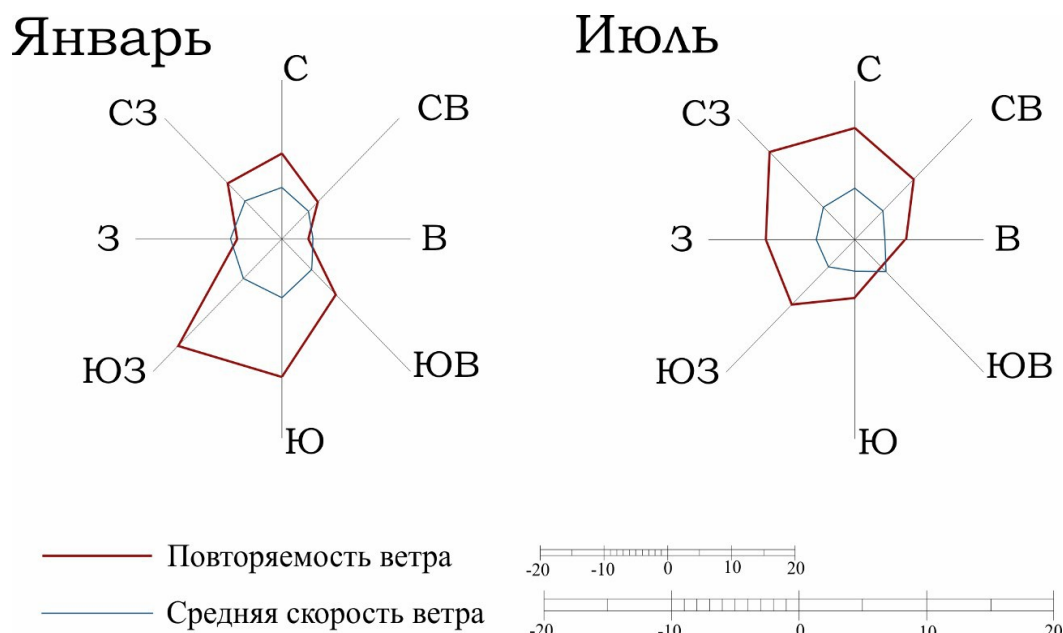 Январь
Июль
С
С
СЗ
СВ
СЗ
СВ
З
В
З
В
ЮЗ
ЮВ
ЮЗ
ЮВ
Ю
Ю
Повторяемость ветра
-20 -10 0 10 20
Средняя скорость ветра
-20 -10 0 10 20